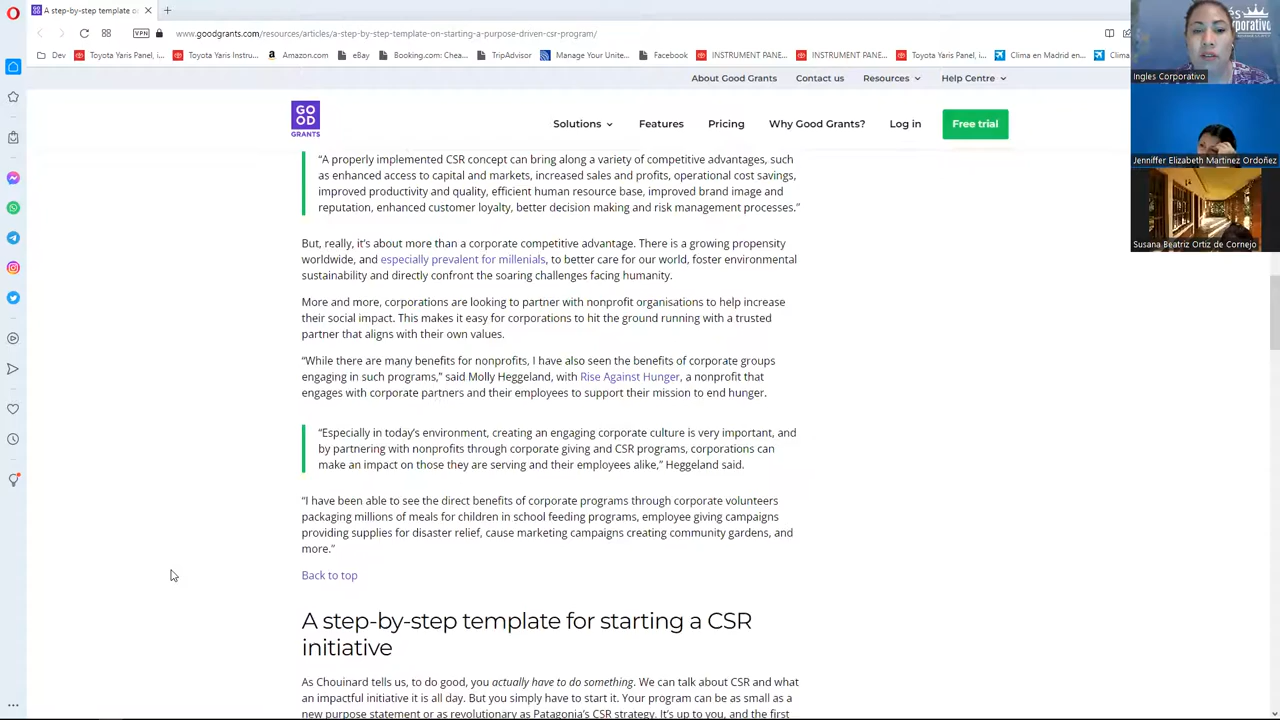 A step-by-step template o
www.goodgrants.com/resources/articles/a-step-by-step-template-on-starting-a-purpose-driven-csr-program/
VPN
Dev
Toyota Yaris Panel, i...
Toyota Yaris Instru...
Amazon.com
eBay
Booking.com: Chea...
TripAdvisor
Manage Your Unite...
Facebook
INSTRUMENT PANE...
INSTRUMENT PANE...
Toyota Yaris Panel, i...
Clima en Madrid en...
Clima
About Good Grants
Contact us
Resources
Help Centre
GO
OD
GRANTS
Solutions
Features
Pricing
Why Good Grants?
Log in
Free trial
“A properly implemented CSR concept can bring along a variety of competitive advantages, such
as enhanced access to capital and markets, increased sales and profits, operational cost savings,
improved productivity and quality, efficient human resource base, improved brand image and
reputation, enhanced customer loyalty, better decision making and risk management processes.”
But, really, it’s about more than a corporate competitive advantage. There is a growing propensity
worldwide, and especially prevalent for millenials, to better care for our world, foster environmental
sustainability and directly confront the soaring challenges facing humanity.
More and more, corporations are looking to partner with nonprofit organisations to help increase
their social impact. This makes it easy for corporations to hit the ground running with a trusted
partner that aligns with their own values.
“While there are many benefits for nonprofits, I have also seen the benefits of corporate groups
engaging in such programs,” said Molly Heggeland, with Rise Against Hunger, a nonprofit that
engages with corporate partners and their employees to support their mission to end hunger.
“Especially in today’s environment, creating an engaging corporate culture is very important, and
by partnering with nonprofits through corporate giving and CSR programs, corporations can
make an impact on those they are serving and their employees alike,” Heggeland said.
“I have been able to see the direct benefits of corporate programs through corporate volunteers
packaging millions of meals for children in school feeding programs, employee giving campaigns
providing supplies for disaster relief, cause marketing campaigns creating community gardens, and
more.”
Back to top
A step-by-step template for starting a CSR
initiative
As Chouinard tells us, to do good, you actually have to do something. We can talk about CSR and what
an impactful initiative it is all day. But you simply have to start it. Your program can be as small as a
new purpose statement or as revolutionary as Patagonia’s CSR strategy. It’s up to you, and the first
Ingles Corporativo
Jenniffer Elizabeth Martinez Ordoñez
Susana Beatriz Ortiz de Cornejo